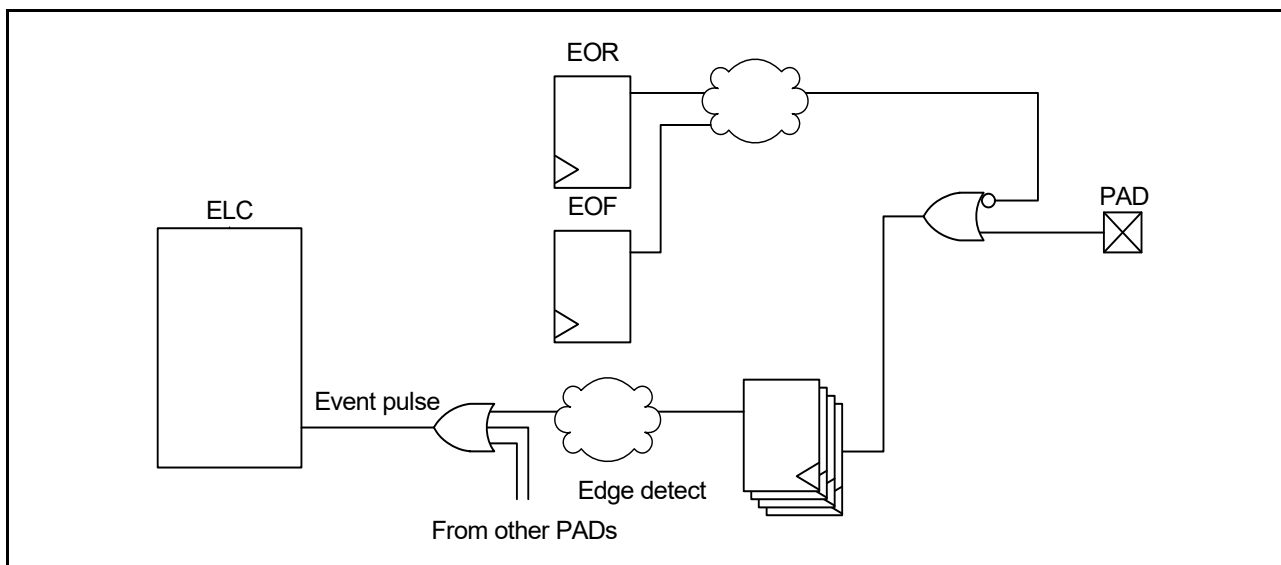 EOR
PAD
ELC
EOF
Event pulse
Edge detect
From other PADs